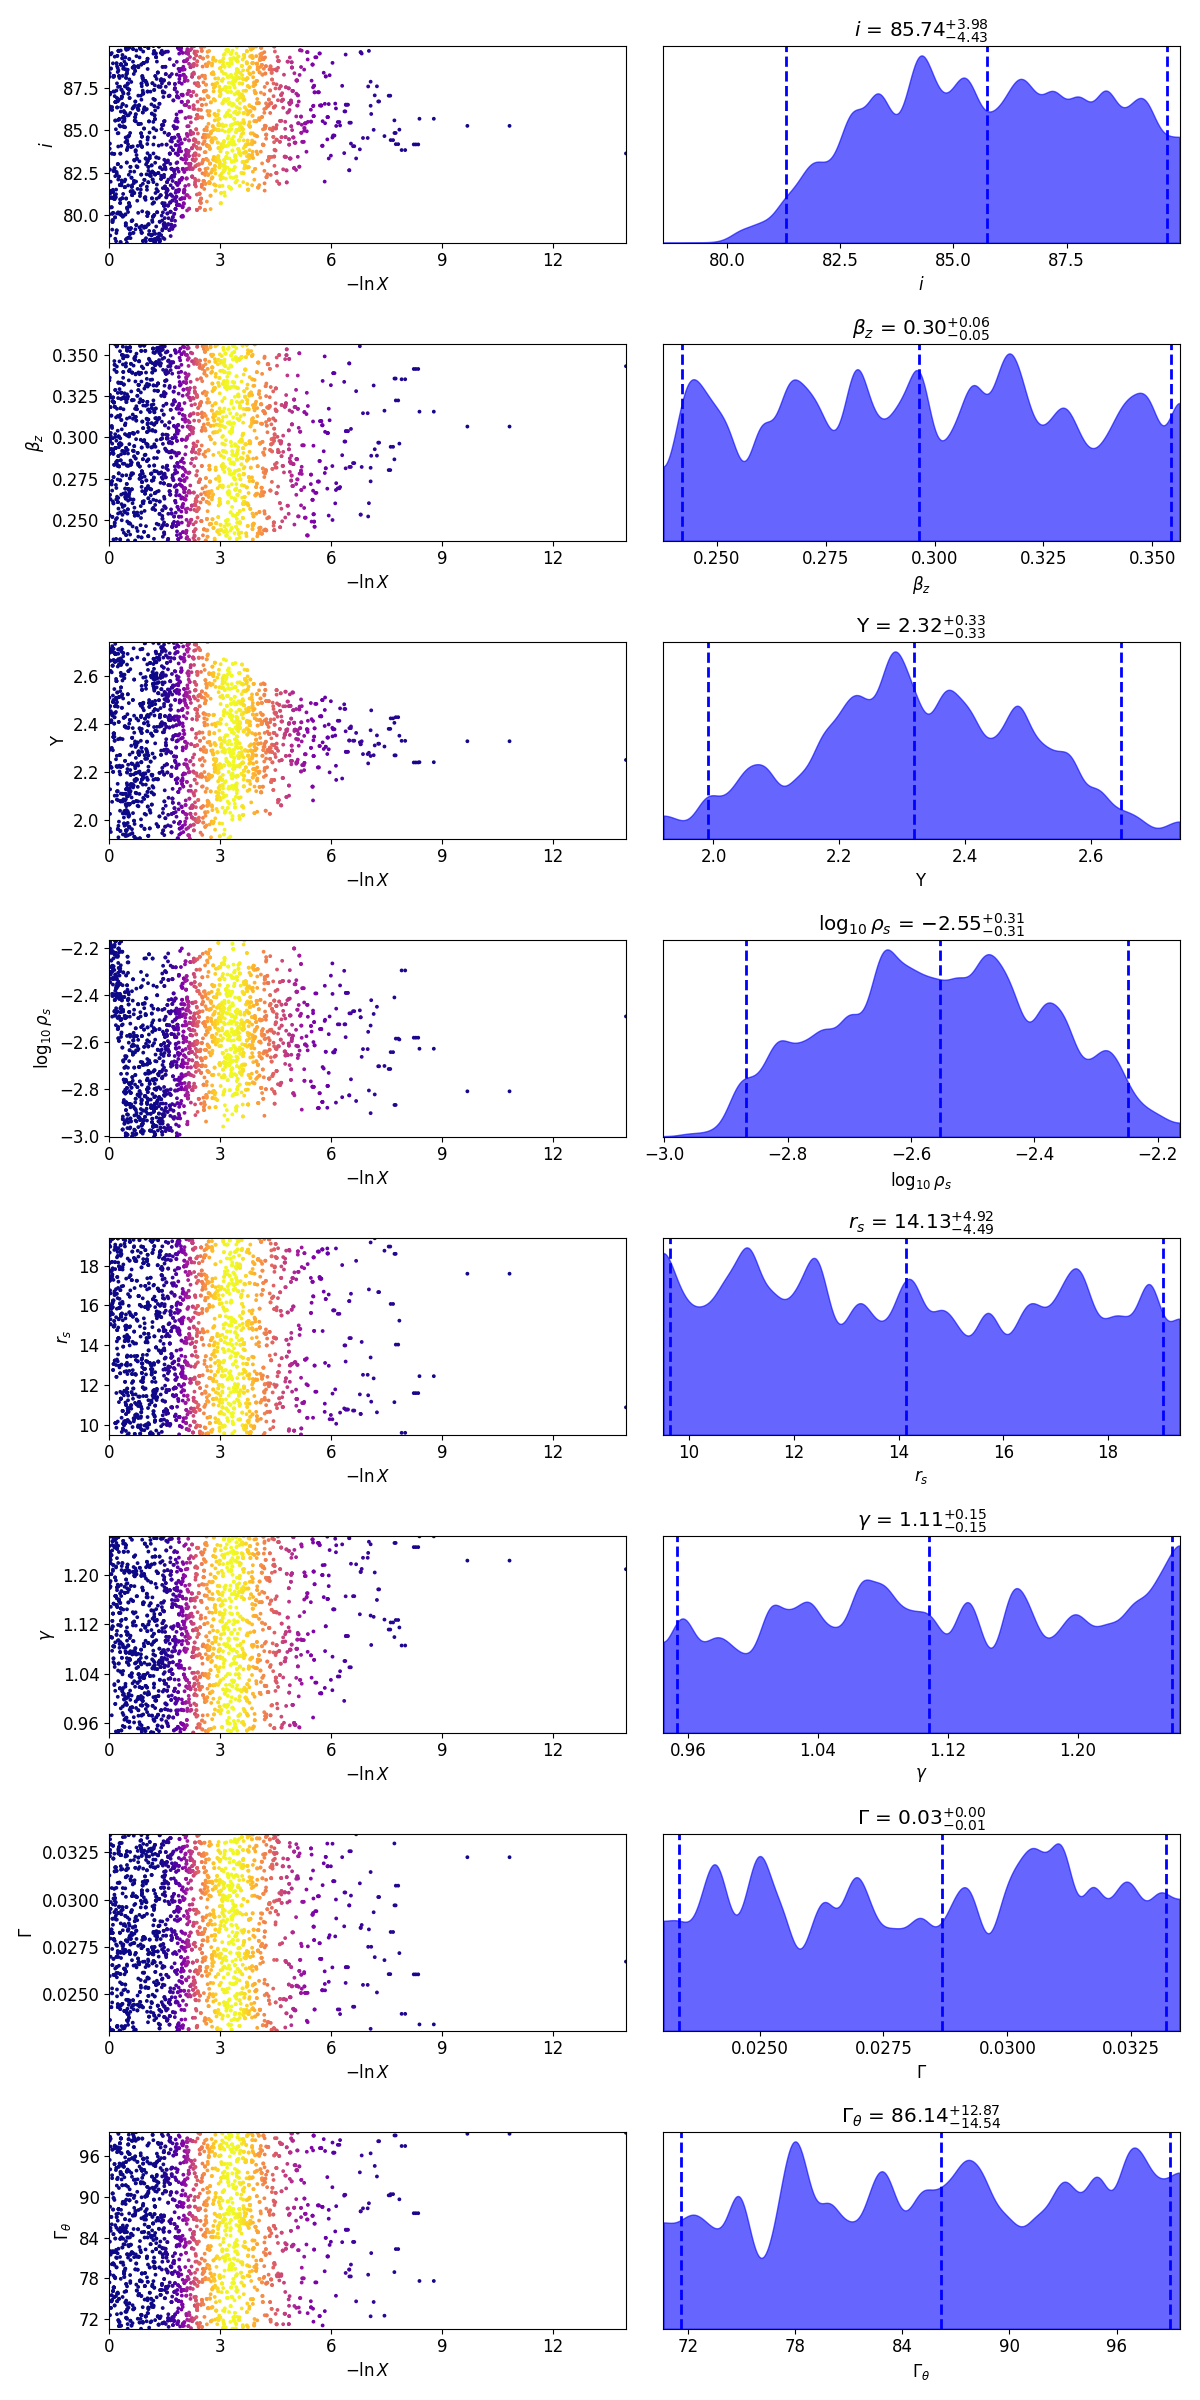 i = 85.74 +3.98 −4.43
87.5
85.0
82.5
80.0
i
0 3 6 9 12
−ln X
80.0 82.5 85.0 87.5
i
β_z = 0.30 +0.06 −0.05
0.350
0.325
0.300
0.275
0.250
β_z
0 3 6 9 12
−ln X
0.250 0.275 0.300 0.325 0.350
β_z
Υ = 2.32 +0.33 −0.33
2.6
2.4
2.2
2.0
Υ
0 3 6 9 12
−ln X
2.0 2.2 2.4 2.6
Υ
log₁₀ ρ_s = −2.55 +0.31 −0.31
−2.2
−2.4
−2.6
−2.8
−3.0
log₁₀ ρ_s
0 3 6 9 12
−ln X
−3.0 −2.8 −2.6 −2.4 −2.2
log₁₀ ρ_s
r_s = 14.13 +4.92 −4.49
18
16
14
12
10
r_s
0 3 6 9 12
−ln X
10 12 14 16 18
r_s
γ = 1.11 +0.15 −0.15
1.20
1.12
1.04
0.96
γ
0 3 6 9 12
−ln X
0.96 1.04 1.12 1.20
γ
Γ = 0.03 +0.00 −0.01
0.0325
0.0300
0.0275
0.0250
Γ
0 3 6 9 12
−ln X
0.0250 0.0275 0.0300 0.0325
Γ
Γ_θ = 86.14 +12.87 −14.54
96
90
84
78
72
Γ_θ
0 3 6 9 12
−ln X
72 78 84 90 96
Γ_θ